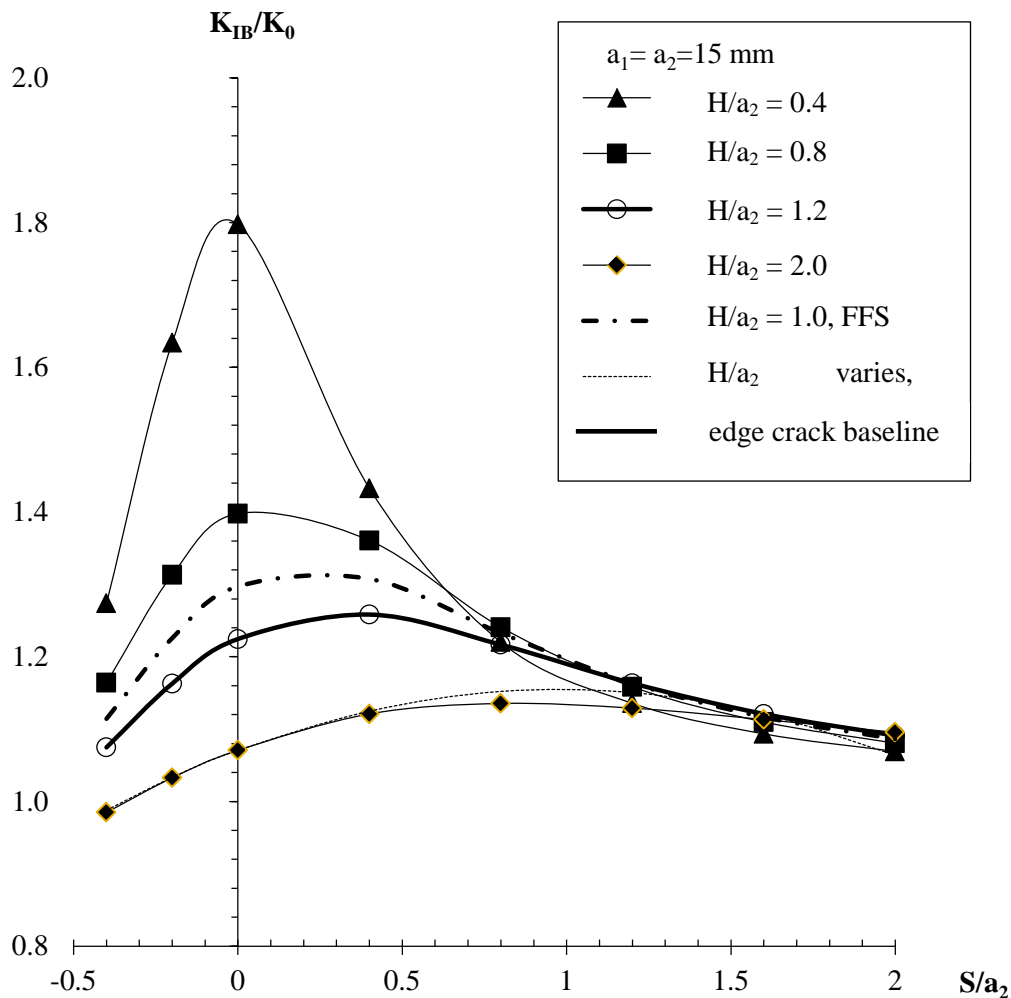 K_IB/K_0
a_1= a_2=15 mm
H/a_2 = 0.4
H/a_2 = 0.8
H/a_2 = 1.2
H/a_2 = 2.0
H/a_2 = 1.0, FFS
H/a_2 varies,
edge crack baseline
2.0
1.8
1.6
1.4
1.2
1.0
0.8
-0.5 0 0.5 1 1.5 2
S/a_2